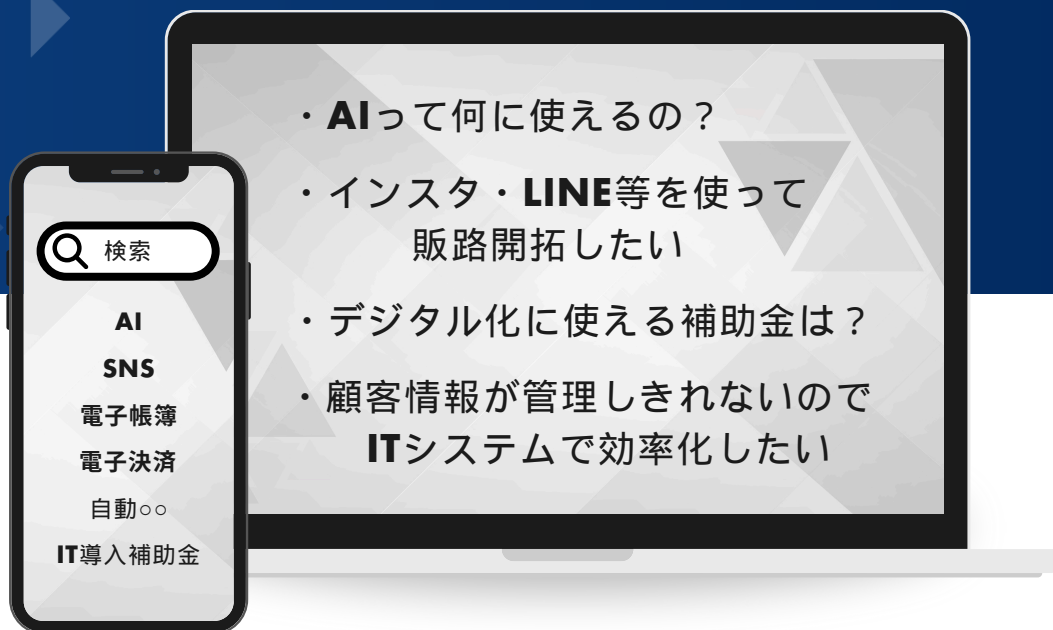 ・AIって何に使えるの？
・インスタ・LINE等を使って
販路開拓したい
・デジタル化に使える補助金は？
・顧客情報が管理しきれないので
ITシステムで効率化したい
検索
AI
SNS
電子帳簿
電子決済
自動○○
IT導入補助金